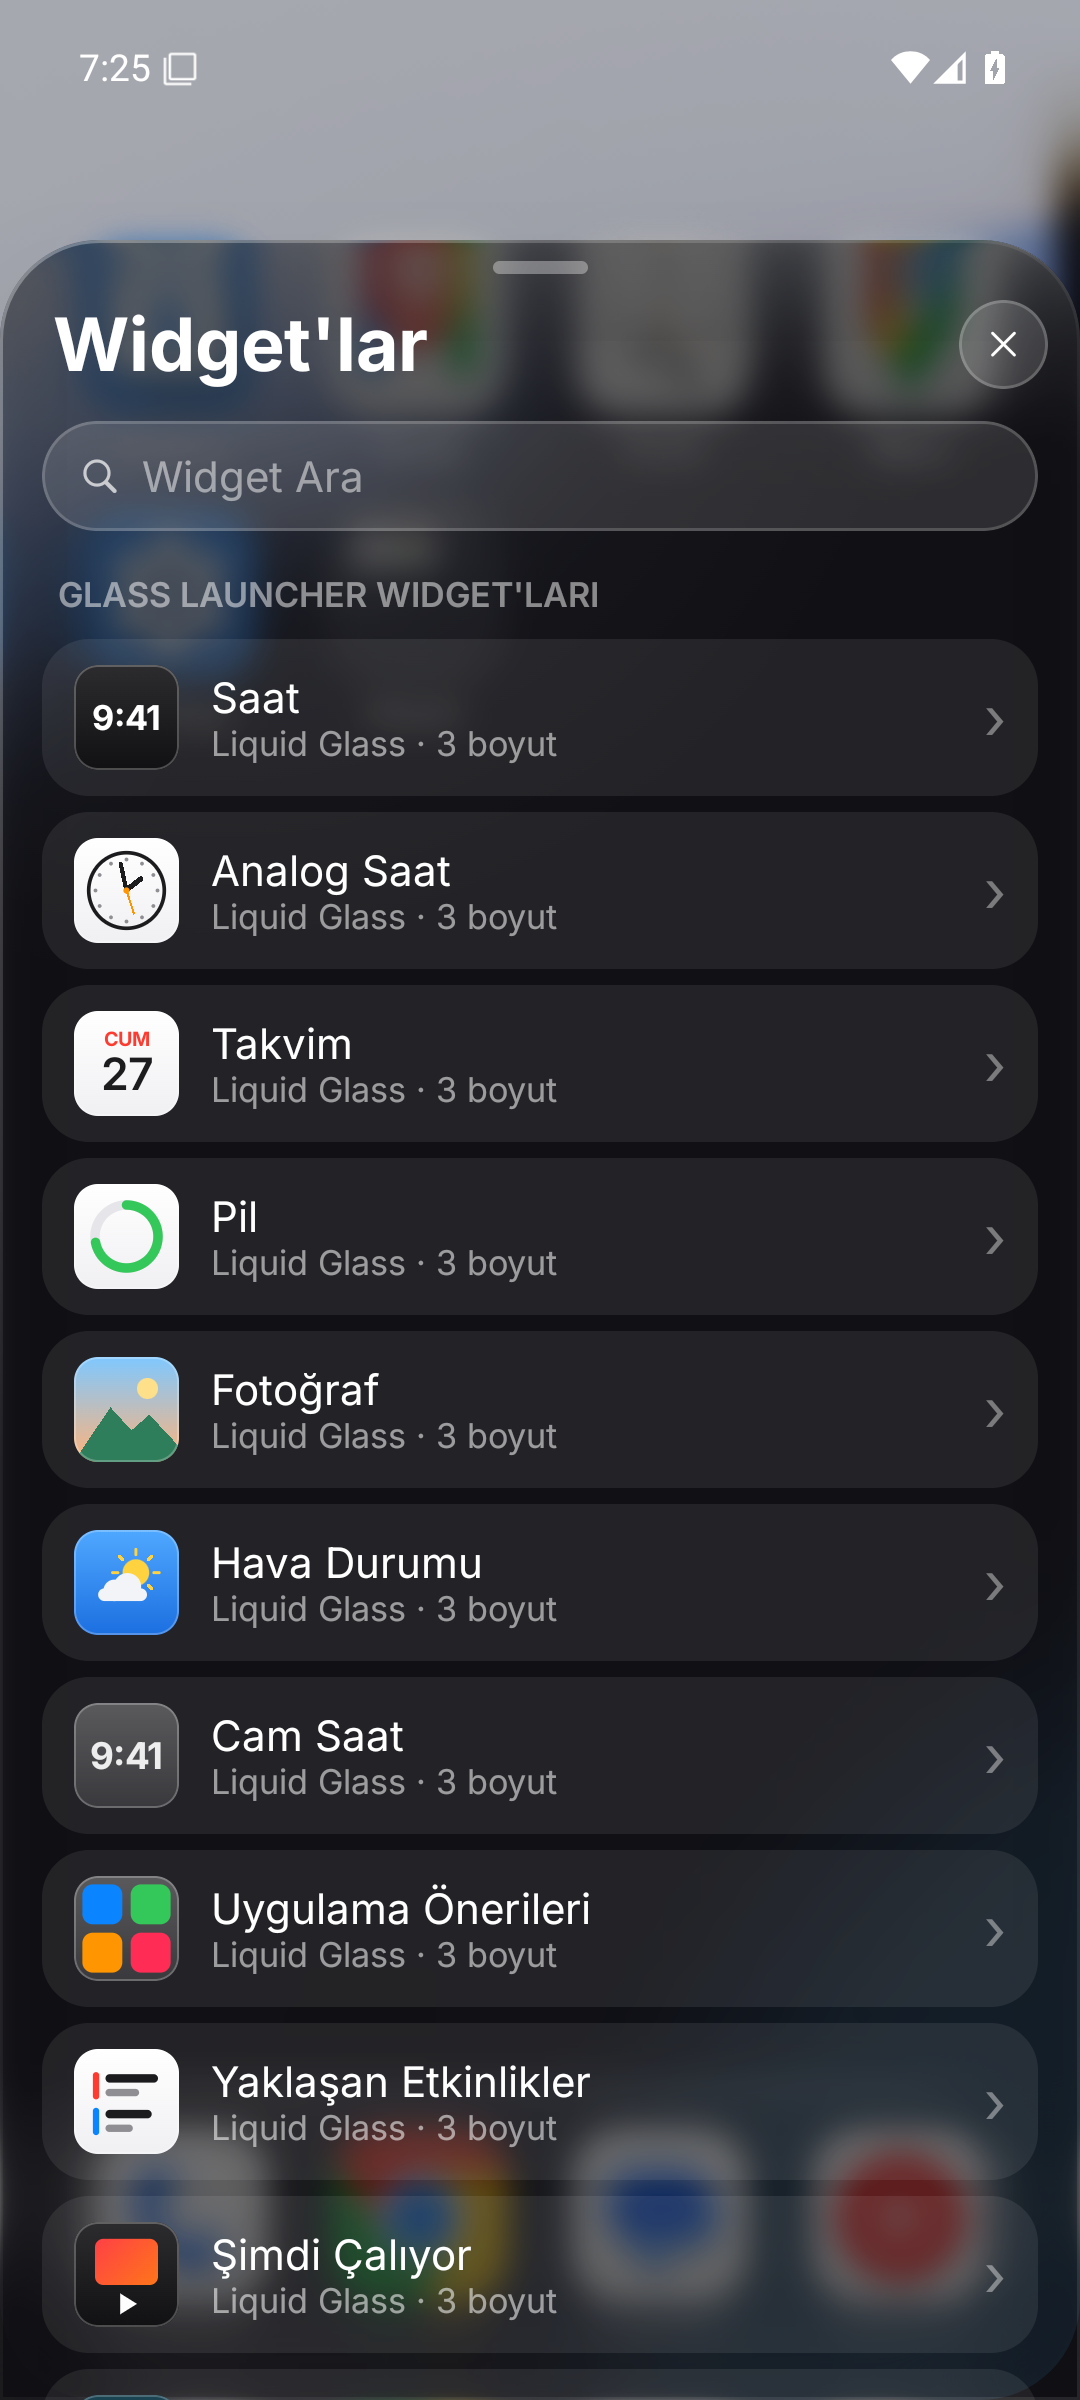 7:25
Widget'lar
Widget Ara
GLASS LAUNCHER WIDGET'LARI
9:41
Saat
Liquid Glass · 3 boyut
Analog Saat
Liquid Glass · 3 boyut
CUM
27
Takvim
Liquid Glass · 3 boyut
Pil
Liquid Glass · 3 boyut
Fotoğraf
Liquid Glass · 3 boyut
Hava Durumu
Liquid Glass · 3 boyut
9:41
Cam Saat
Liquid Glass · 3 boyut
Uygulama Önerileri
Liquid Glass · 3 boyut
Yaklaşan Etkinlikler
Liquid Glass · 3 boyut
Şimdi Çalıyor
Liquid Glass · 3 boyut